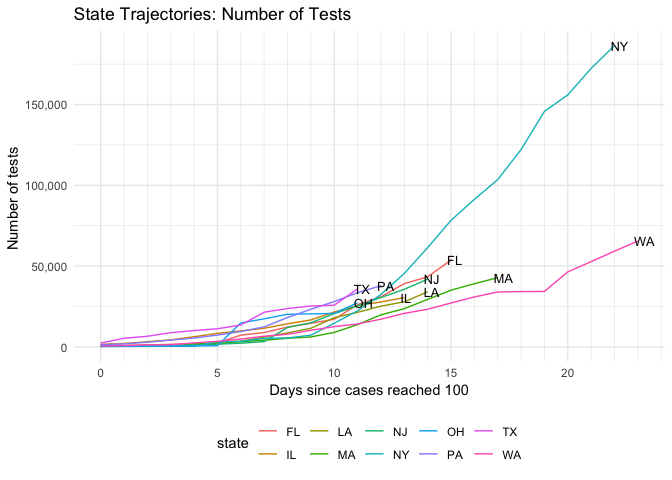 State Trajectories: Number of Tests
NY
150,000
100,000
Number of tests
WA
FL
50,000
MA
NJ
PA
TX
LA
IL
OH
0
0 5 10 15 20
Days since cases reached 100
state
FL LA NJ OH TX
IL MA NY PA WA